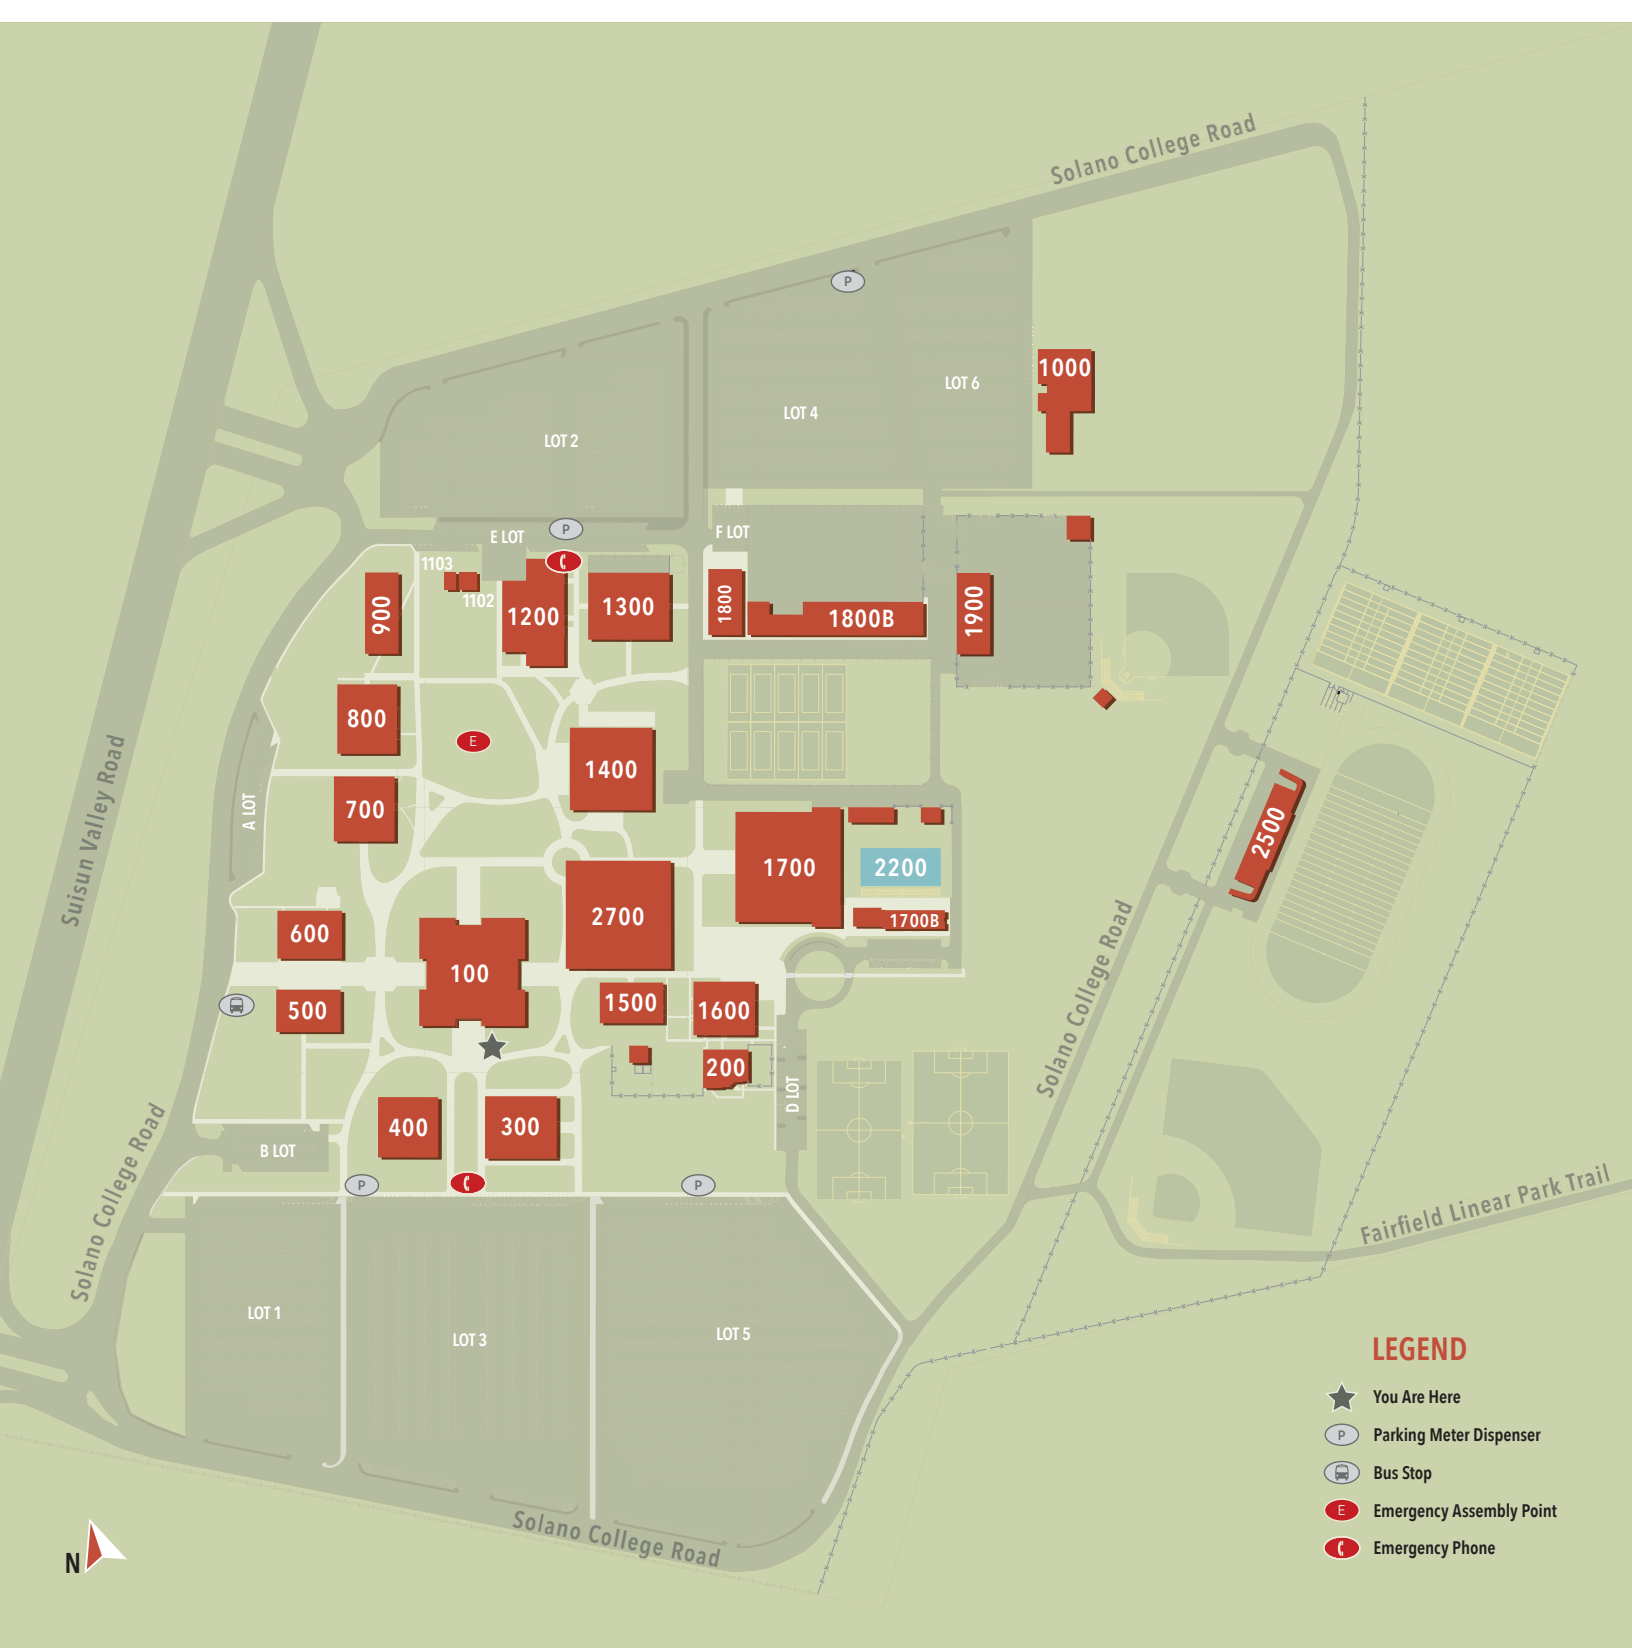 Solano College Road
P
LOT 6
1000
LOT 4
LOT 2
P
F LOT
E LOT
1103
1102
900
1200
1300
1800
1800B
1900
800
E
1400
700
A LOT
Suisun Valley Road
1700
2200
2500
2700
1700B
600
100
500
1500
1600
200
D LOT
Solano College Road
400
300
B LOT
P
P
Solano College Road
Fairfield Linear Park Trail
LOT 1
LOT 3
LOT 5
Solano College Road
N
LEGEND
You Are Here
P Parking Meter Dispenser
Bus Stop
E Emergency Assembly Point
Emergency Phone